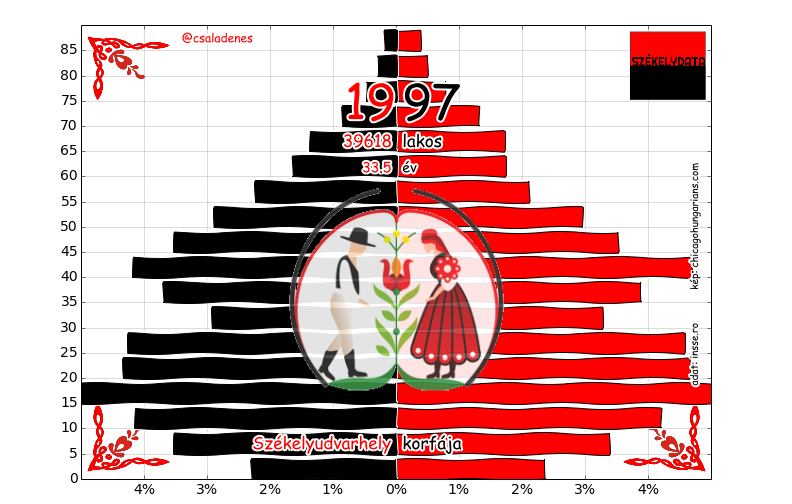 @csaladenes
SZÉKELYDATA
1997
39618 lakos
33.5 év
kép: chicagohungarians.com
adat: insse.ro
Székelyudvarhely korfája
85
80
75
70
65
60
55
50
45
40
35
30
25
20
15
10
5
0
4% 3% 2% 1% 0% 1% 2% 3% 4%